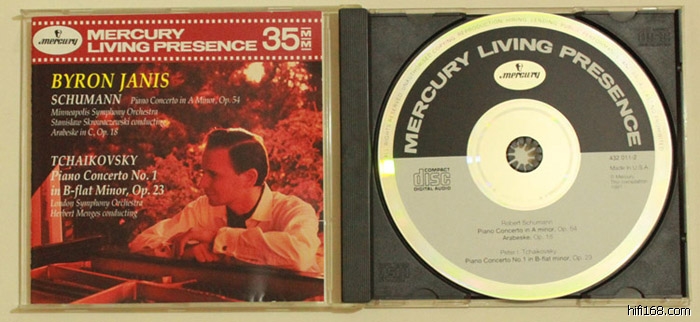 mercury
MERCURY
LIVING PRESENCE 35MM
BYRON JANIS
SCHUMANN Piano Concerto in A Minor, Op. 54
Minneapolis Symphony Orchestra
Stanislaw Skrowaczewski conducting
Arabeske in C, Op. 18
TCHAIKOVSKY
Piano Concerto No. 1
in B-flat Minor, Op. 23
London Symphony Orchestra
Herbert Menges conducting
MERCURY LIVING PRESENCE
mercury
COMPACT
disc
DIGITAL AUDIO
432 011-2
Made in U.S.A.
Robert Schumann
Piano Concerto in A minor, Op. 54
Arabeske, Op. 18
Peter I. Tchaikovsky
Piano Concerto No. 1 in B-flat minor, Op. 23
hifi168.com